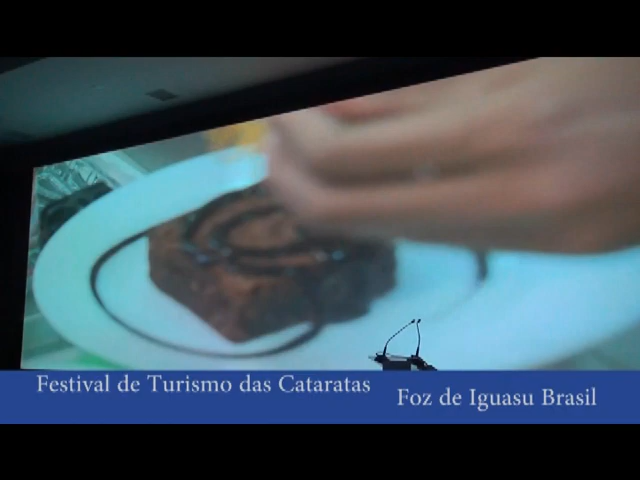 Festival de Turismo das Cataratas
Foz de Iguasu Brasil